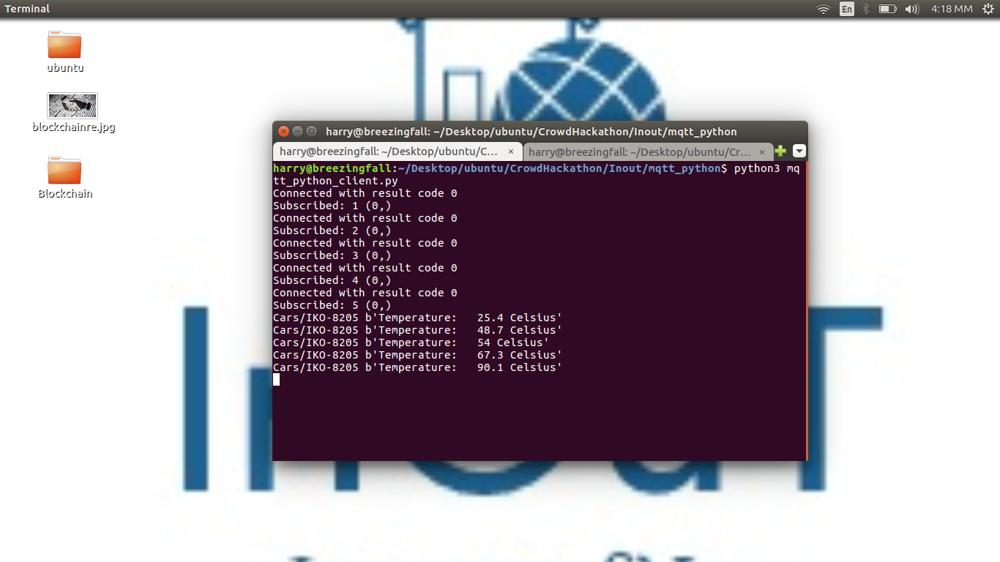 Terminal
En
4:18 MM
ubuntu
blockchainre.jpg
Blockchain
harry@breezingfall: ~/Desktop/ubuntu/CrowdHackathon/Inout/mqtt_python
harry@breezingfall: ~/Desktop/ubuntu/C... × harry@breezingfall: ~/Desktop/ubuntu/Cr... ×
harry@breezingfall:~/Desktop/ubuntu/CrowdHackathon/Inout/mqtt_python$ python3 mq
tt_python_client.py
Connected with result code 0
Subscribed: 1 (0,)
Connected with result code 0
Subscribed: 2 (0,)
Connected with result code 0
Subscribed: 3 (0,)
Connected with result code 0
Subscribed: 4 (0,)
Connected with result code 0
Subscribed: 5 (0,)
Cars/IKO-8205 b'Temperature:   25.4 Celsius'
Cars/IKO-8205 b'Temperature:   48.7 Celsius'
Cars/IKO-8205 b'Temperature:   54 Celsius'
Cars/IKO-8205 b'Temperature:   67.3 Celsius'
Cars/IKO-8205 b'Temperature:   90.1 Celsius'
InOuT